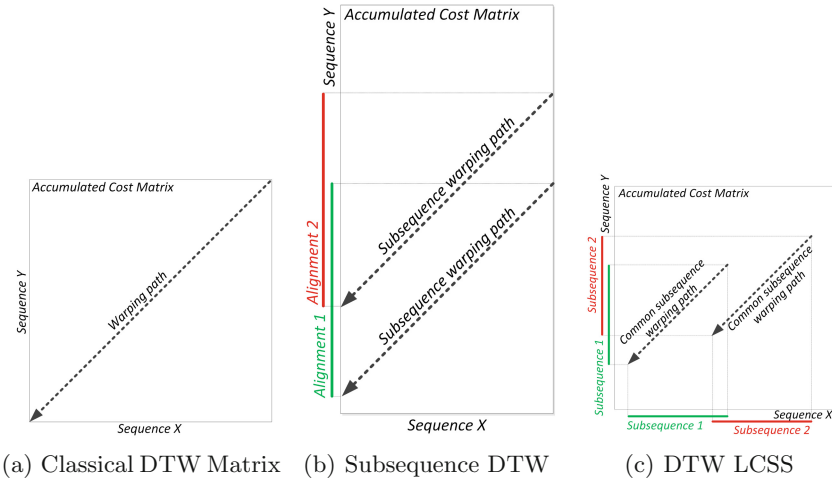 Accumulated Cost Matrix
Sequence Y
Warping path
Sequence X
(a) Classical DTW Matrix
Accumulated Cost Matrix
Sequence Y
Subsequence warping path
Subsequence warping path
Alignment 2
Alignment 1
Sequence X
(b) Subsequence DTW
Accumulated Cost Matrix
Sequence Y
Subsequence 2
Subsequence 1
Common subsequence
warping path
Common subsequence
warping path
Sequence X
Subsequence 1
Subsequence 2
(c) DTW LCSS